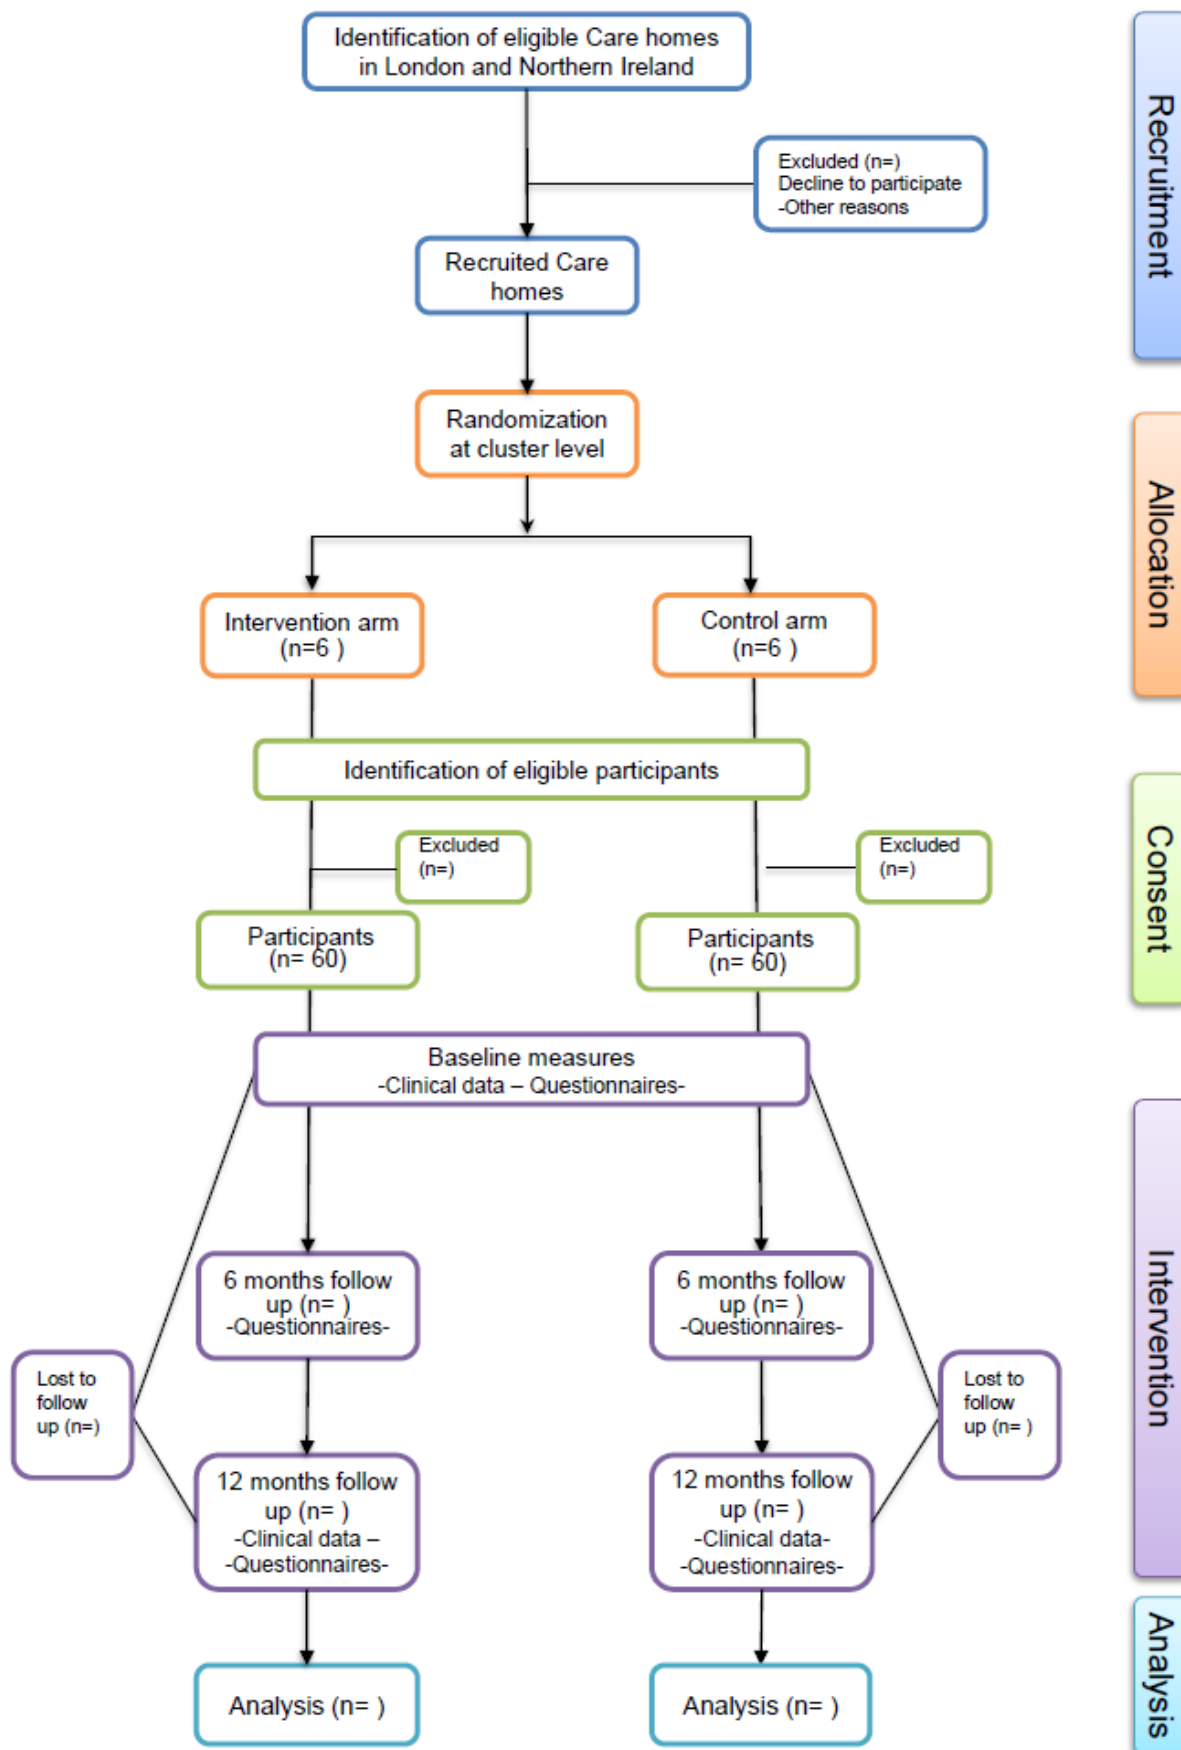 Identification of eligible Care homes
in London and Northern Ireland
Excluded (n=)
Decline to participate
-Other reasons
Recruited Care
homes
Recruitment
Randomization
at cluster level
Intervention arm
(n=6 )
Control arm
(n=6 )
Allocation
Identification of eligible participants
Excluded
(n=)
Excluded
(n=)
Participants
(n= 60)
Participants
(n= 60)
Consent
Baseline measures
-Clinical data – Questionnaires-
6 months follow
up (n= )
-Questionnaires-
6 months follow
up (n= )
-Questionnaires-
Lost to
follow
up (n=)
Lost to
follow
up (n= )
12 months follow
up (n= )
-Clinical data –
-Questionnaires-
12 months follow
up (n= )
-Clinical data-
-Questionnaires-
Intervention
Analysis (n= )
Analysis (n= )
Analysis